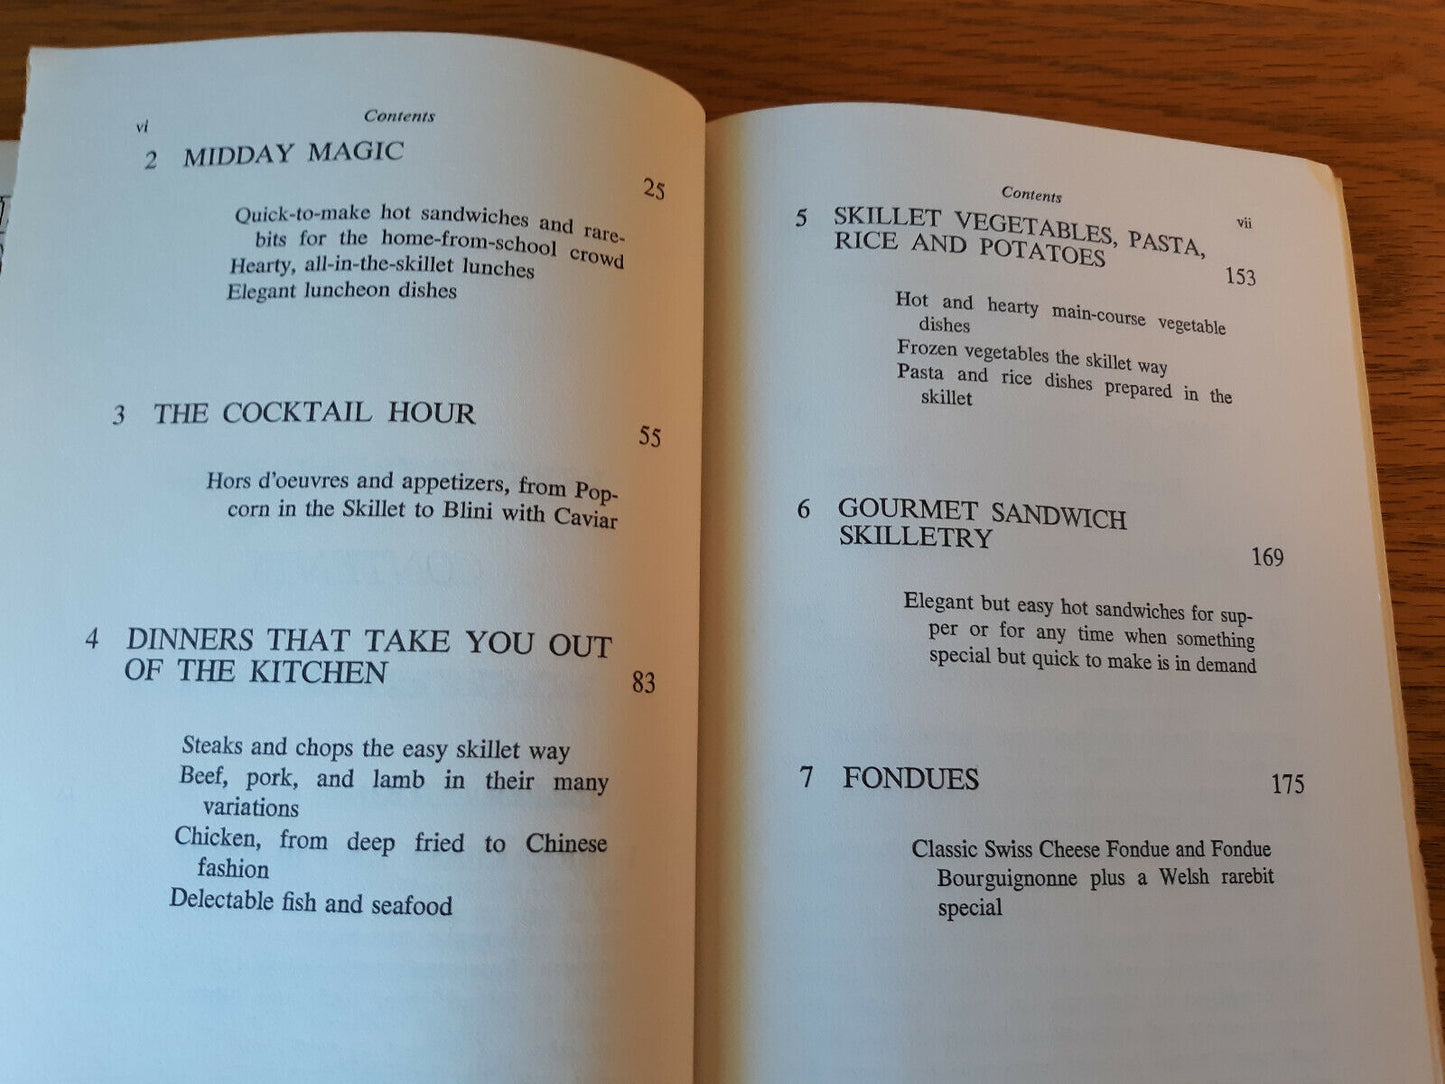 vi
Contents
2 MIDDAY MAGIC
25
Quick-to-make hot sandwiches and rare-
bits for the home-from-school crowd
Hearty, all-in-the-skillet lunches
Elegant luncheon dishes
3 THE COCKTAIL HOUR
55
Hors d'oeuvres and appetizers, from Pop-
corn in the Skillet to Blini with Caviar
4 DINNERS THAT TAKE YOU OUT
OF THE KITCHEN
83
Steaks and chops the easy skillet way
Beef, pork, and lamb in their many
variations
Chicken, from deep fried to Chinese
fashion
Delectable fish and seafood
Contents
vii
5 SKILLET VEGETABLES, PASTA,
RICE AND POTATOES
153
Hot and hearty main-course vegetable
dishes
Frozen vegetables the skillet way
Pasta and rice dishes prepared in the
skillet
6 GOURMET SANDWICH
SKILLETRY
169
Elegant but easy hot sandwiches for sup-
per or for any time when something
special but quick to make is in demand
7 FONDUES
175
Classic Swiss Cheese Fondue and Fondue
Bourguignonne plus a Welsh rarebit
special